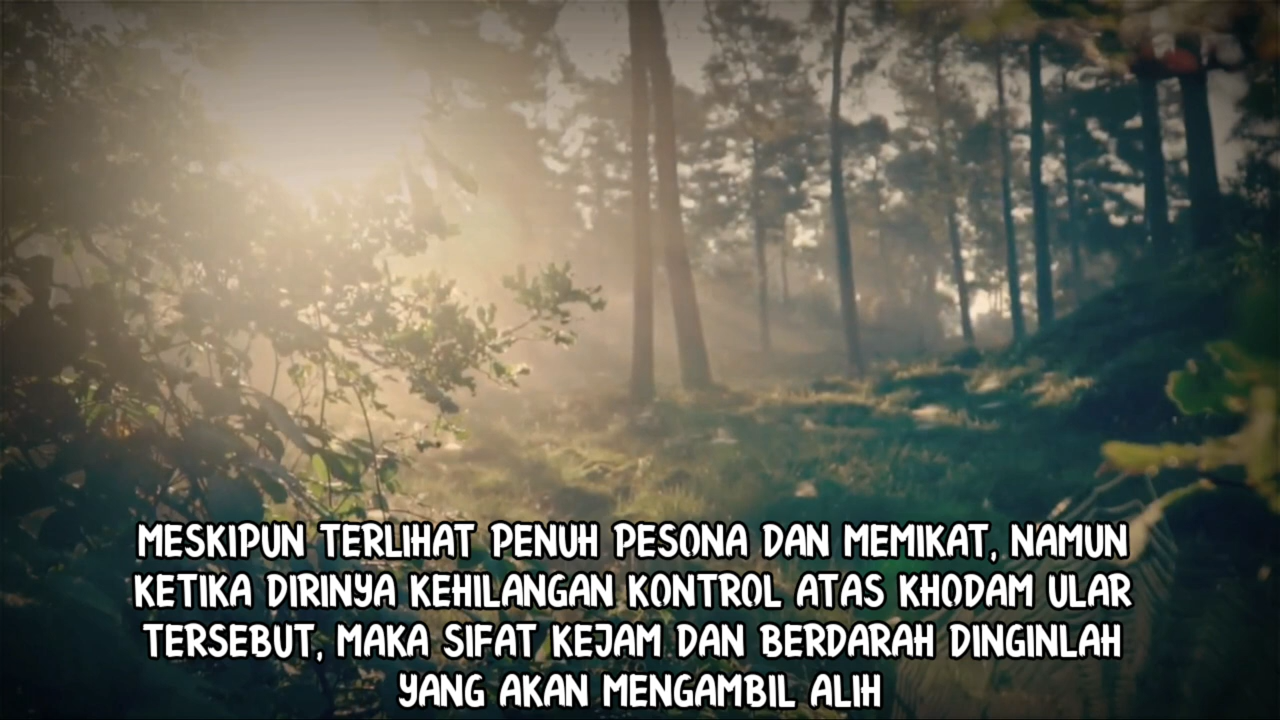 MESKIPUN TERLIHAT PENUH PESONA DAN MEMIKAT, NAMUN
KETIKA DIRINYA KEHILANGAN KONTROL ATAS KHODAM ULAR
TERSEBUT, MAKA SIFAT KEJAM DAN BERDARAH DINGINLAH
YANG AKAN MENGAMBIL ALIH